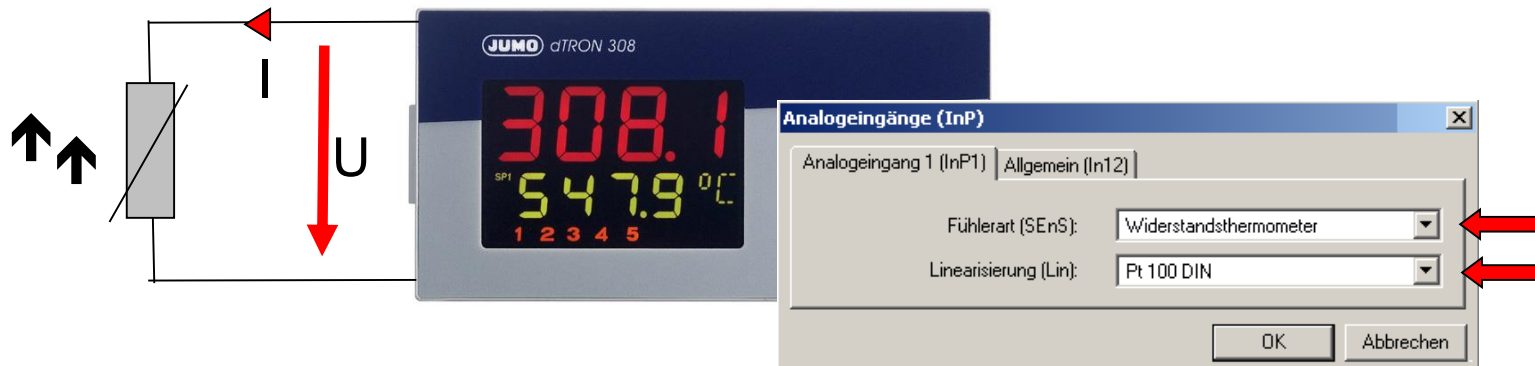 I
U
JUMO dTRON 308
308.1
SP1 547.9 °C
1 2 3 4 5
Analogeingänge (InP)
Analogeingang 1 (InP1) Allgemein (In12)
Fühlerart (SEnS): Widerstandsthermometer
Linearisierung (Lin): Pt 100 DIN
OK Abbrechen